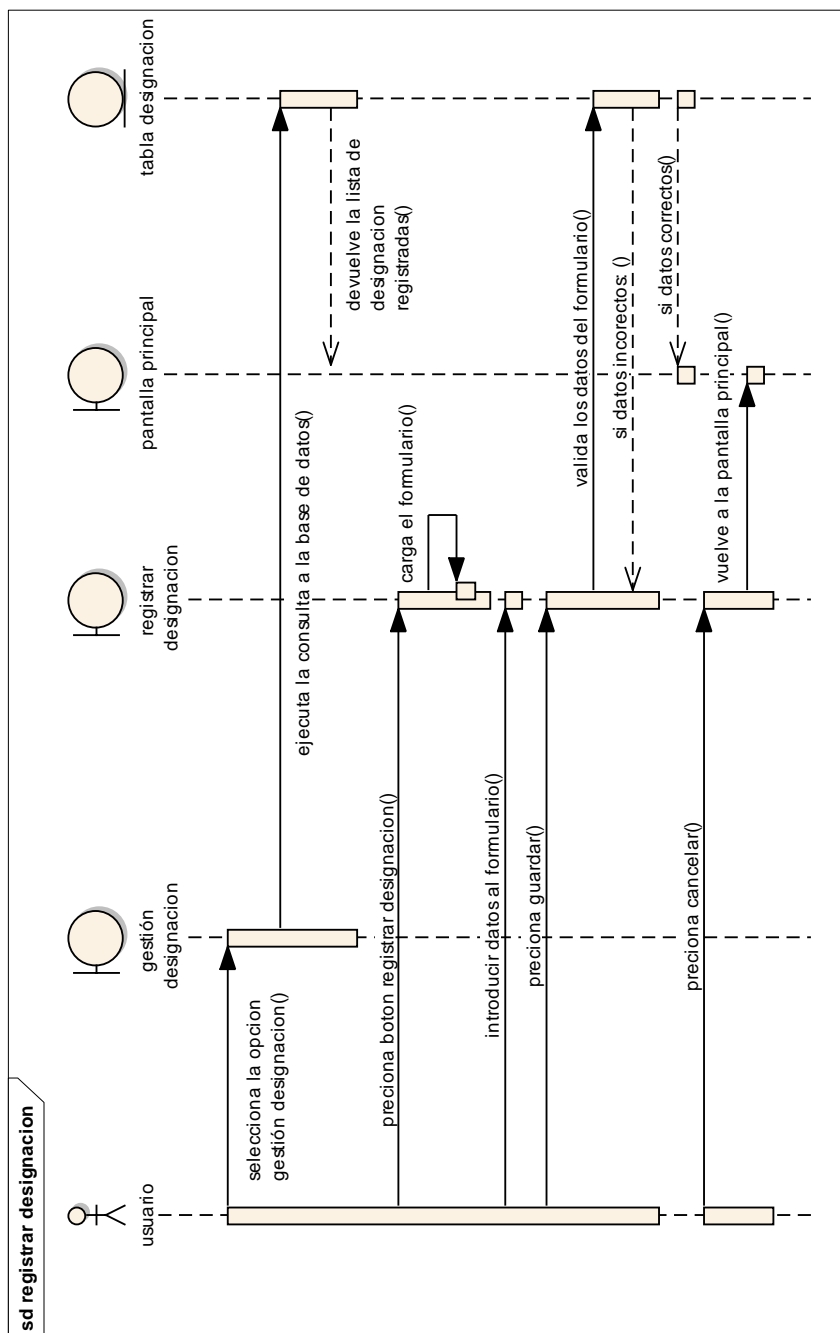 sd registrar designacion
usuario
gestión
designacion
registrar
designacion
pantalla principal
tabla designacion
selecciona la opcion
gestión designacion()
ejecuta la consulta a la base de datos()
devuelve la lista de
designacion
registradas()
preciona boton registrar designacion()
carga el formulario()
introducir datos al formulario()
preciona guardar()
valida los datos del formulario()
si datos incorectos: ()
si datos correctos()
preciona cancelar()
vuelve a la pantalla principal()